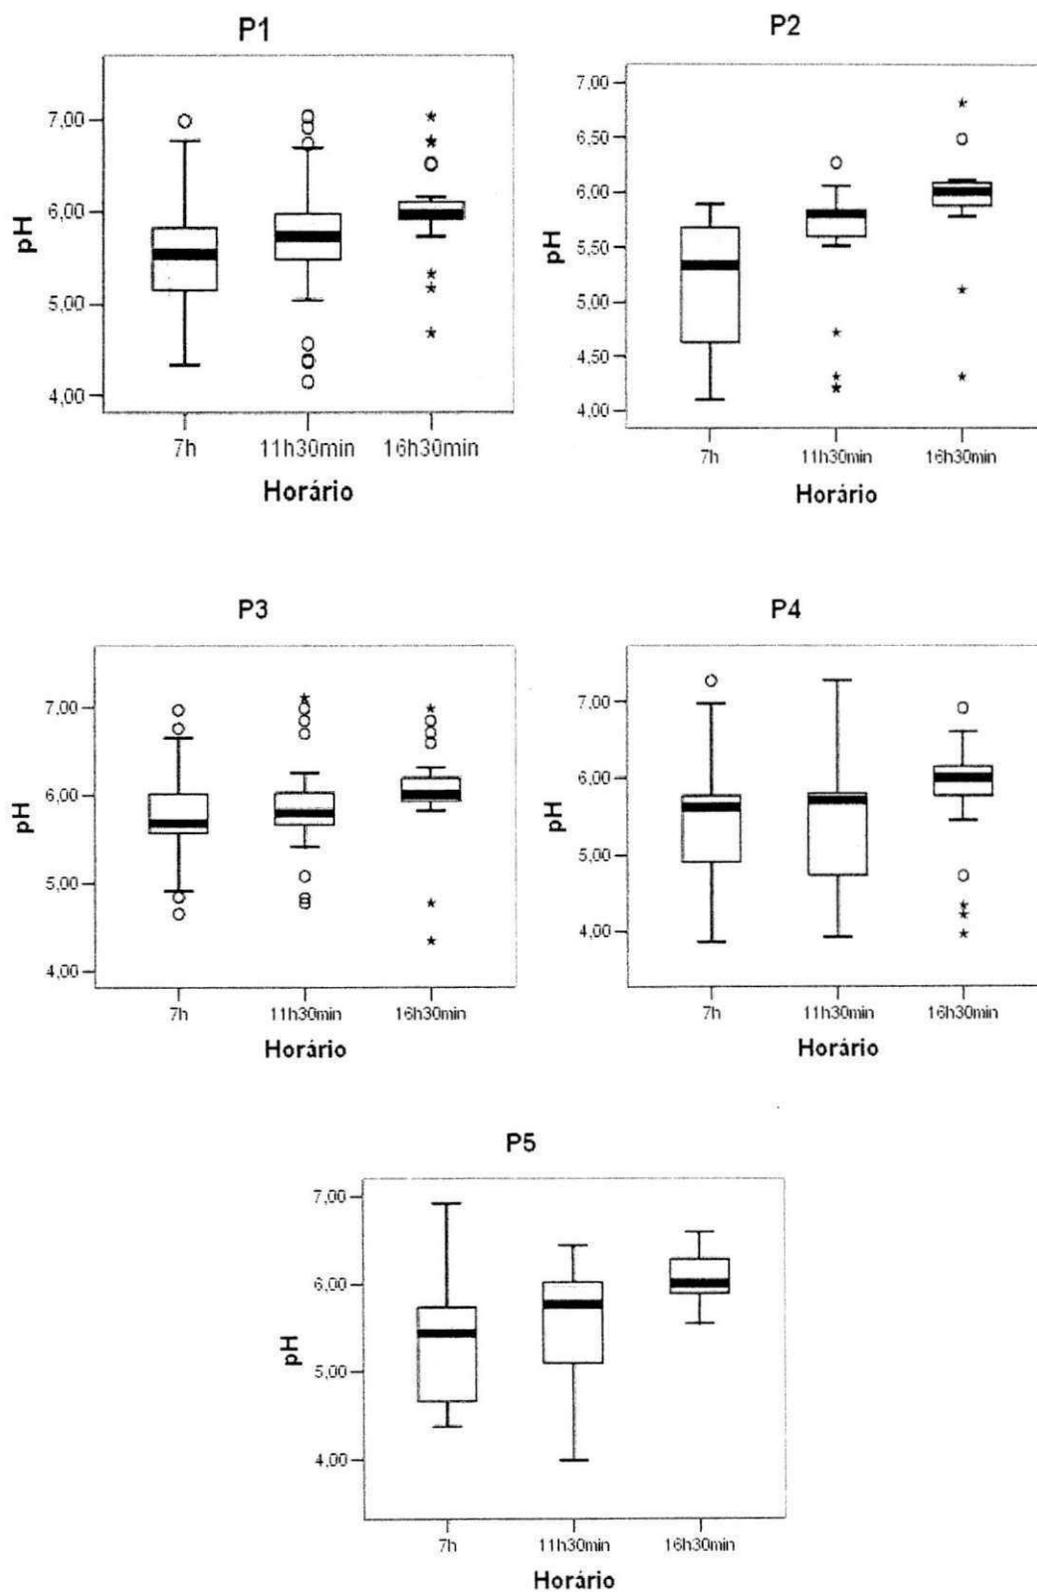 P1
7,00
6,00
5,00
4,00
pH
7h 11h30min 16h30min
Horário
P2
7,00
6,50
6,00
5,50
5,00
4,50
4,00
pH
7h 11h30min 16h30min
Horário
P3
7,00
6,00
5,00
4,00
pH
7h 11h30min 16h30min
Horário
P4
7,00
6,00
5,00
4,00
pH
7h 11h30min 16h30min
Horário
P5
7,00
6,00
5,00
4,00
pH
7h 11h30min 16h30min
Horário